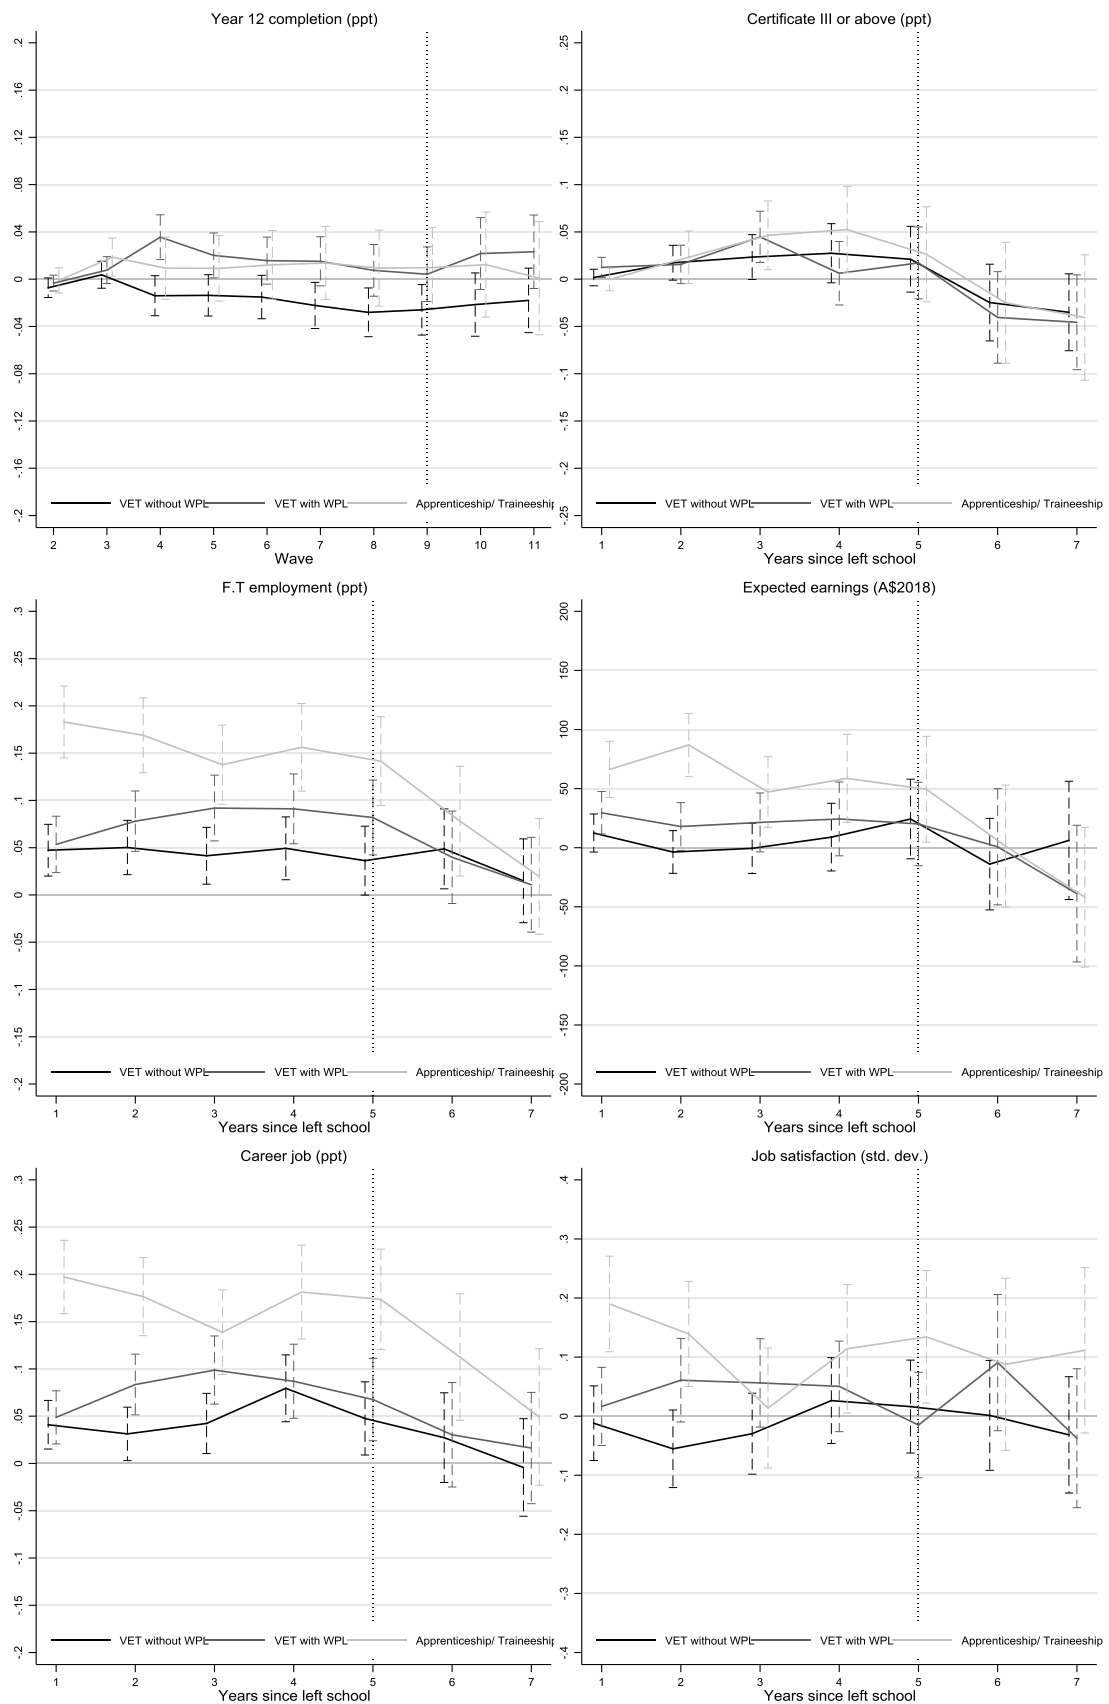 Year 12 completion (ppt)
.2
.16
.12
.08
.04
0
-.04
-.08
-.12
-.16
-.2
VET without WPL VET with WPL Apprenticeship/ Traineeship
2 3 4 5 6 7 8 9 10 11
Wave
Certificate III or above (ppt)
.25
.2
.15
.1
.05
0
-.05
-.1
-.15
-.2
-.25
VET without WPL VET with WPL Apprenticeship/ Traineeship
1 2 3 4 5 6 7
Years since left school
F.T employment (ppt)
.3
.25
.2
.15
.1
.05
0
-.05
-.1
-.15
-.2
VET without WPL VET with WPL Apprenticeship/ Traineeship
1 2 3 4 5 6 7
Years since left school
Expected earnings (A$2018)
200
150
100
50
0
-50
-100
-150
-200
VET without WPL VET with WPL Apprenticeship/ Traineeship
1 2 3 4 5 6 7
Years since left school
Career job (ppt)
.3
.25
.2
.15
.1
.05
0
-.05
-.1
-.15
-.2
VET without WPL VET with WPL Apprenticeship/ Traineeship
1 2 3 4 5 6 7
Years since left school
Job satisfaction (std. dev.)
.4
.3
.2
.1
0
-.1
-.2
-.3
-.4
VET without WPL VET with WPL Apprenticeship/ Traineeship
1 2 3 4 5 6 7
Years since left school